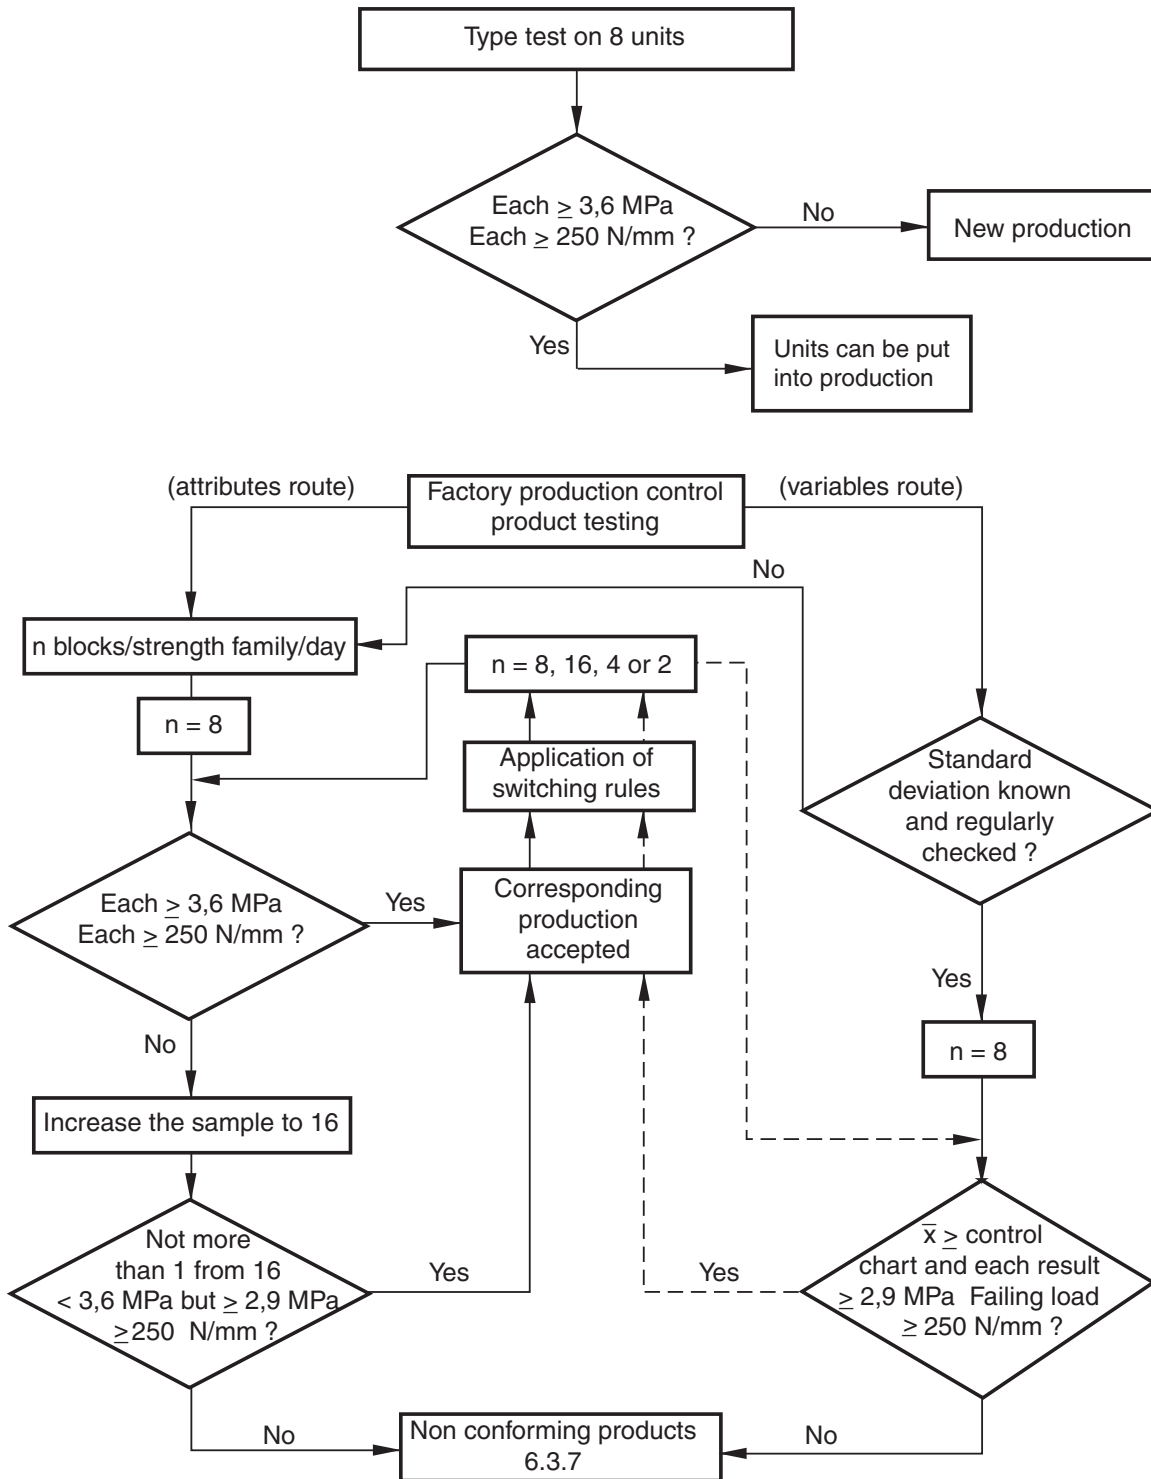 Type test on 8 units
Each ≥ 3,6 MPa
Each ≥ 250 N/mm ?
No
New production
Yes
Units can be put
into production
(attributes route)
Factory production control
product testing
(variables route)
No
n blocks/strength family/day
n = 8, 16, 4 or 2
n = 8
Application of
switching rules
Standard
deviation known
and regularly
checked ?
Each ≥ 3,6 MPa
Each ≥ 250 N/mm ?
Yes
Corresponding
production
accepted
Yes
No
n = 8
Increase the sample to 16
Not more
than 1 from 16
< 3,6 MPa but ≥ 2,9 MPa
≥250 N/mm ?
Yes
Yes
x̅ ≥ control
chart and each result
≥ 2,9 MPa Failing load
≥ 250 N/mm ?
No
Non conforming products
6.3.7
No